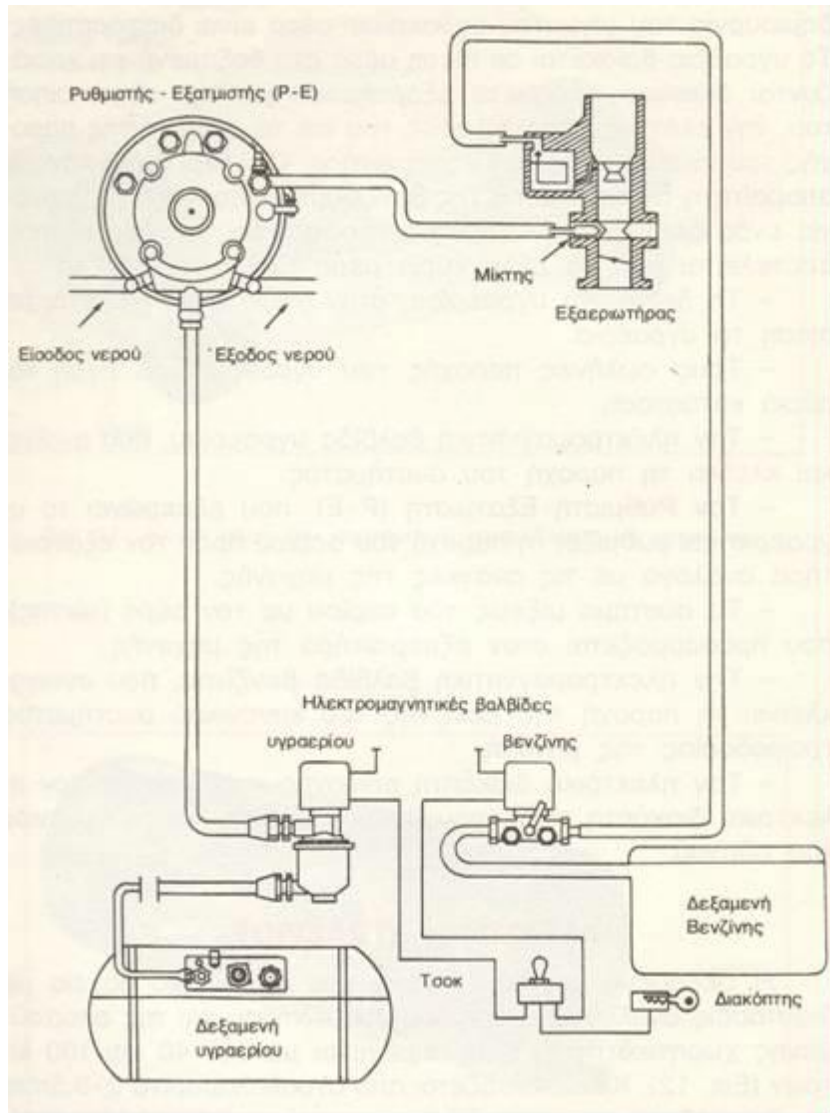 Ρυθμιστής - Εξατμιστής (Ρ-Ε)
Μίκτης
Εξαεριωτήρας
Είσοδος νερού
Έξοδος νερού
Ηλεκτρομαγνητικές βαλβίδες
υγραερίου
βενζίνης
Δεξαμενή
Βενζίνης
Τσοκ
Διακόπτης
Δεξαμενή
υγραερίου